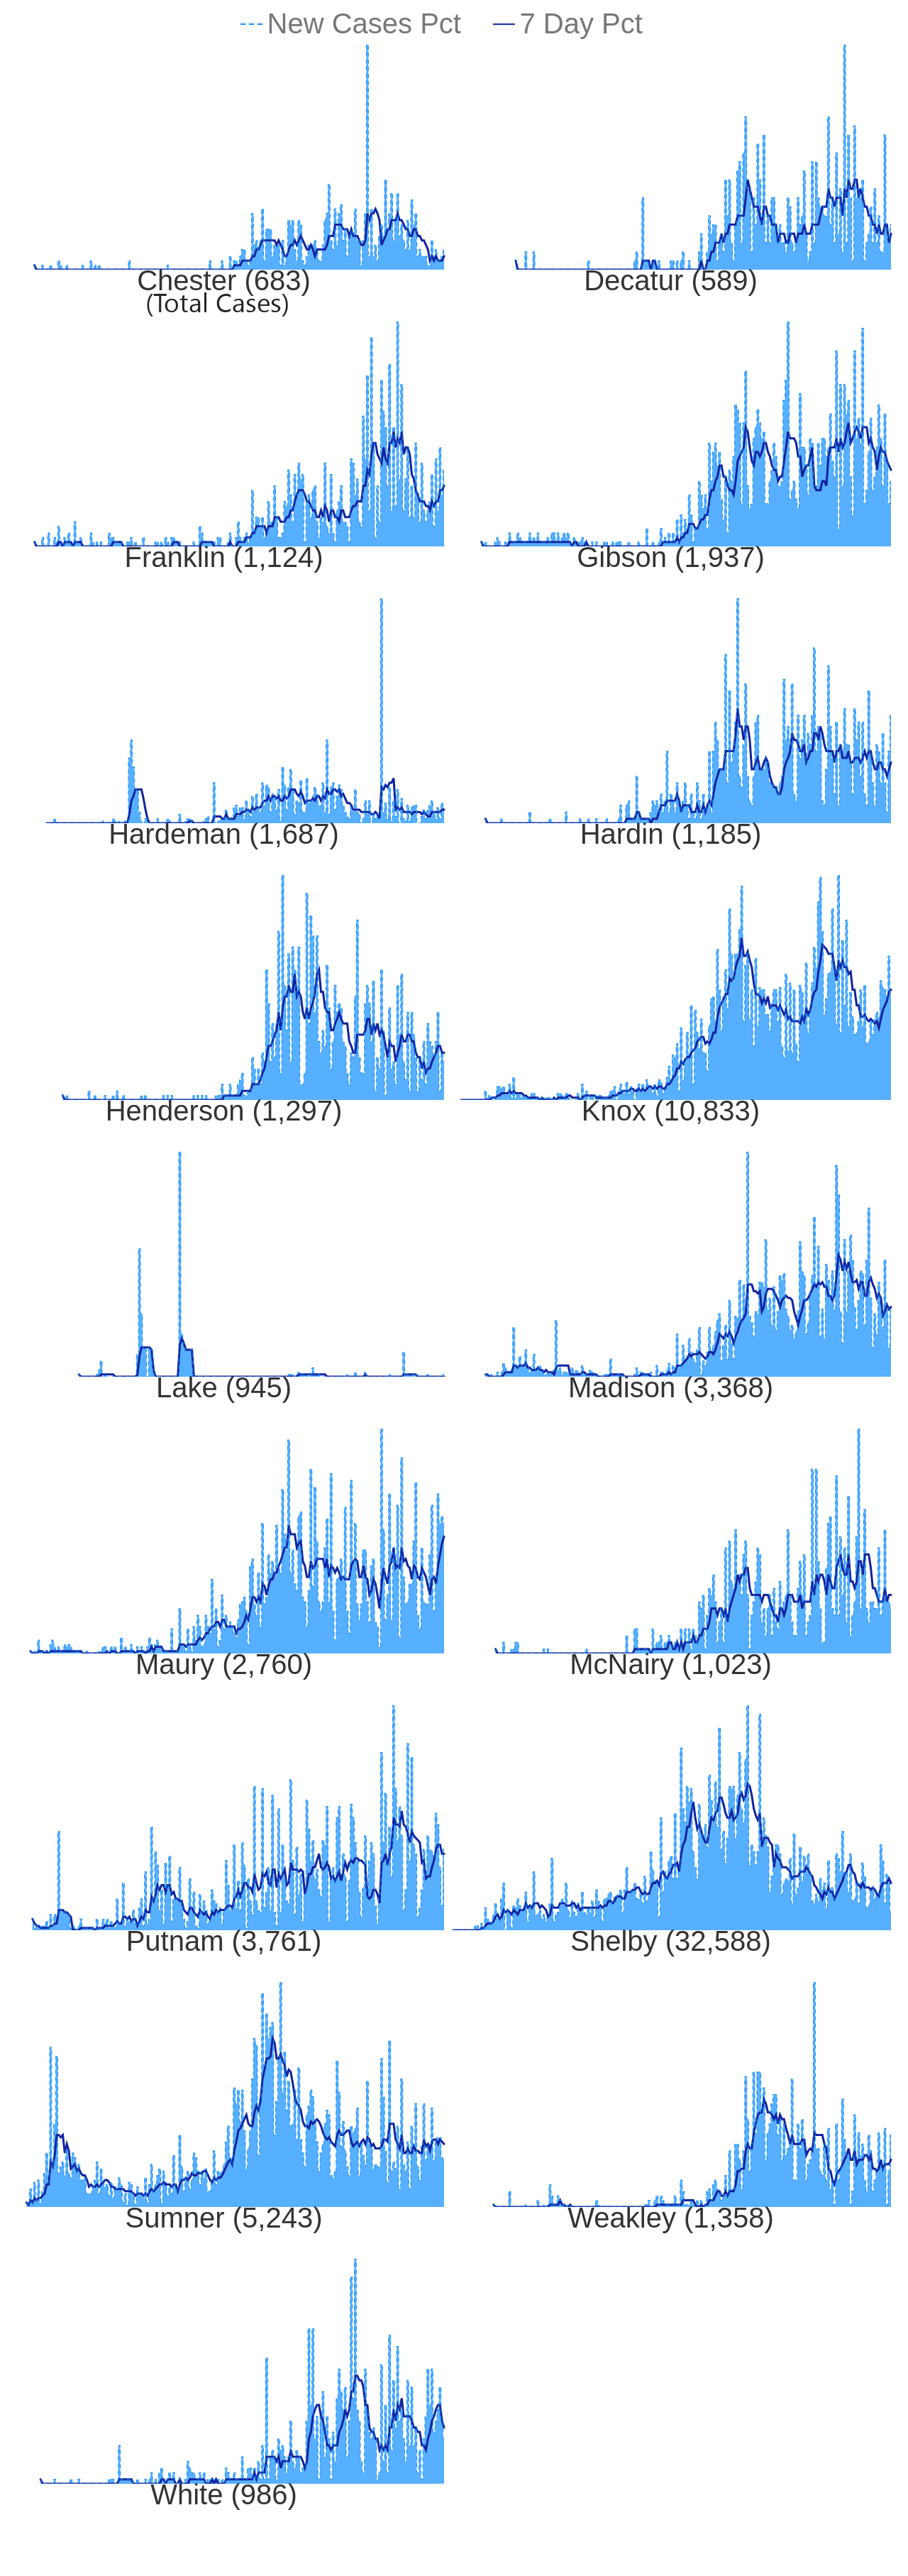 New Cases Pct 7 Day Pct
Chester (683) Decatur (589)
(Total Cases)
Franklin (1,124) Gibson (1,937)
Hardeman (1,687) Hardin (1,185)
Henderson (1,297) Knox (10,833)
Lake (945) Madison (3,368)
Maury (2,760) McNairy (1,023)
Putnam (3,761) Shelby (32,588)
Sumner (5,243) Weakley (1,358)
White (986)